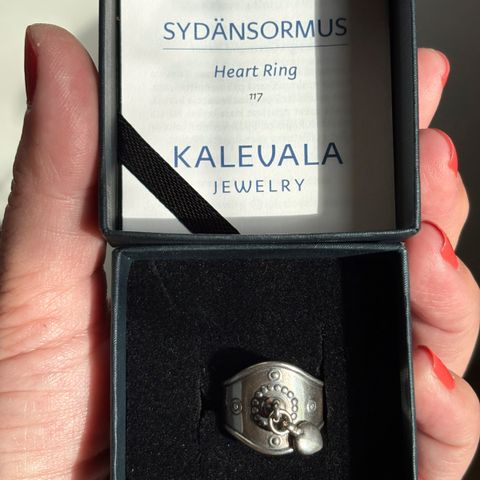 SYDÄNSORMUS
Heart Ring
117
KALEVALA
JEWELRY